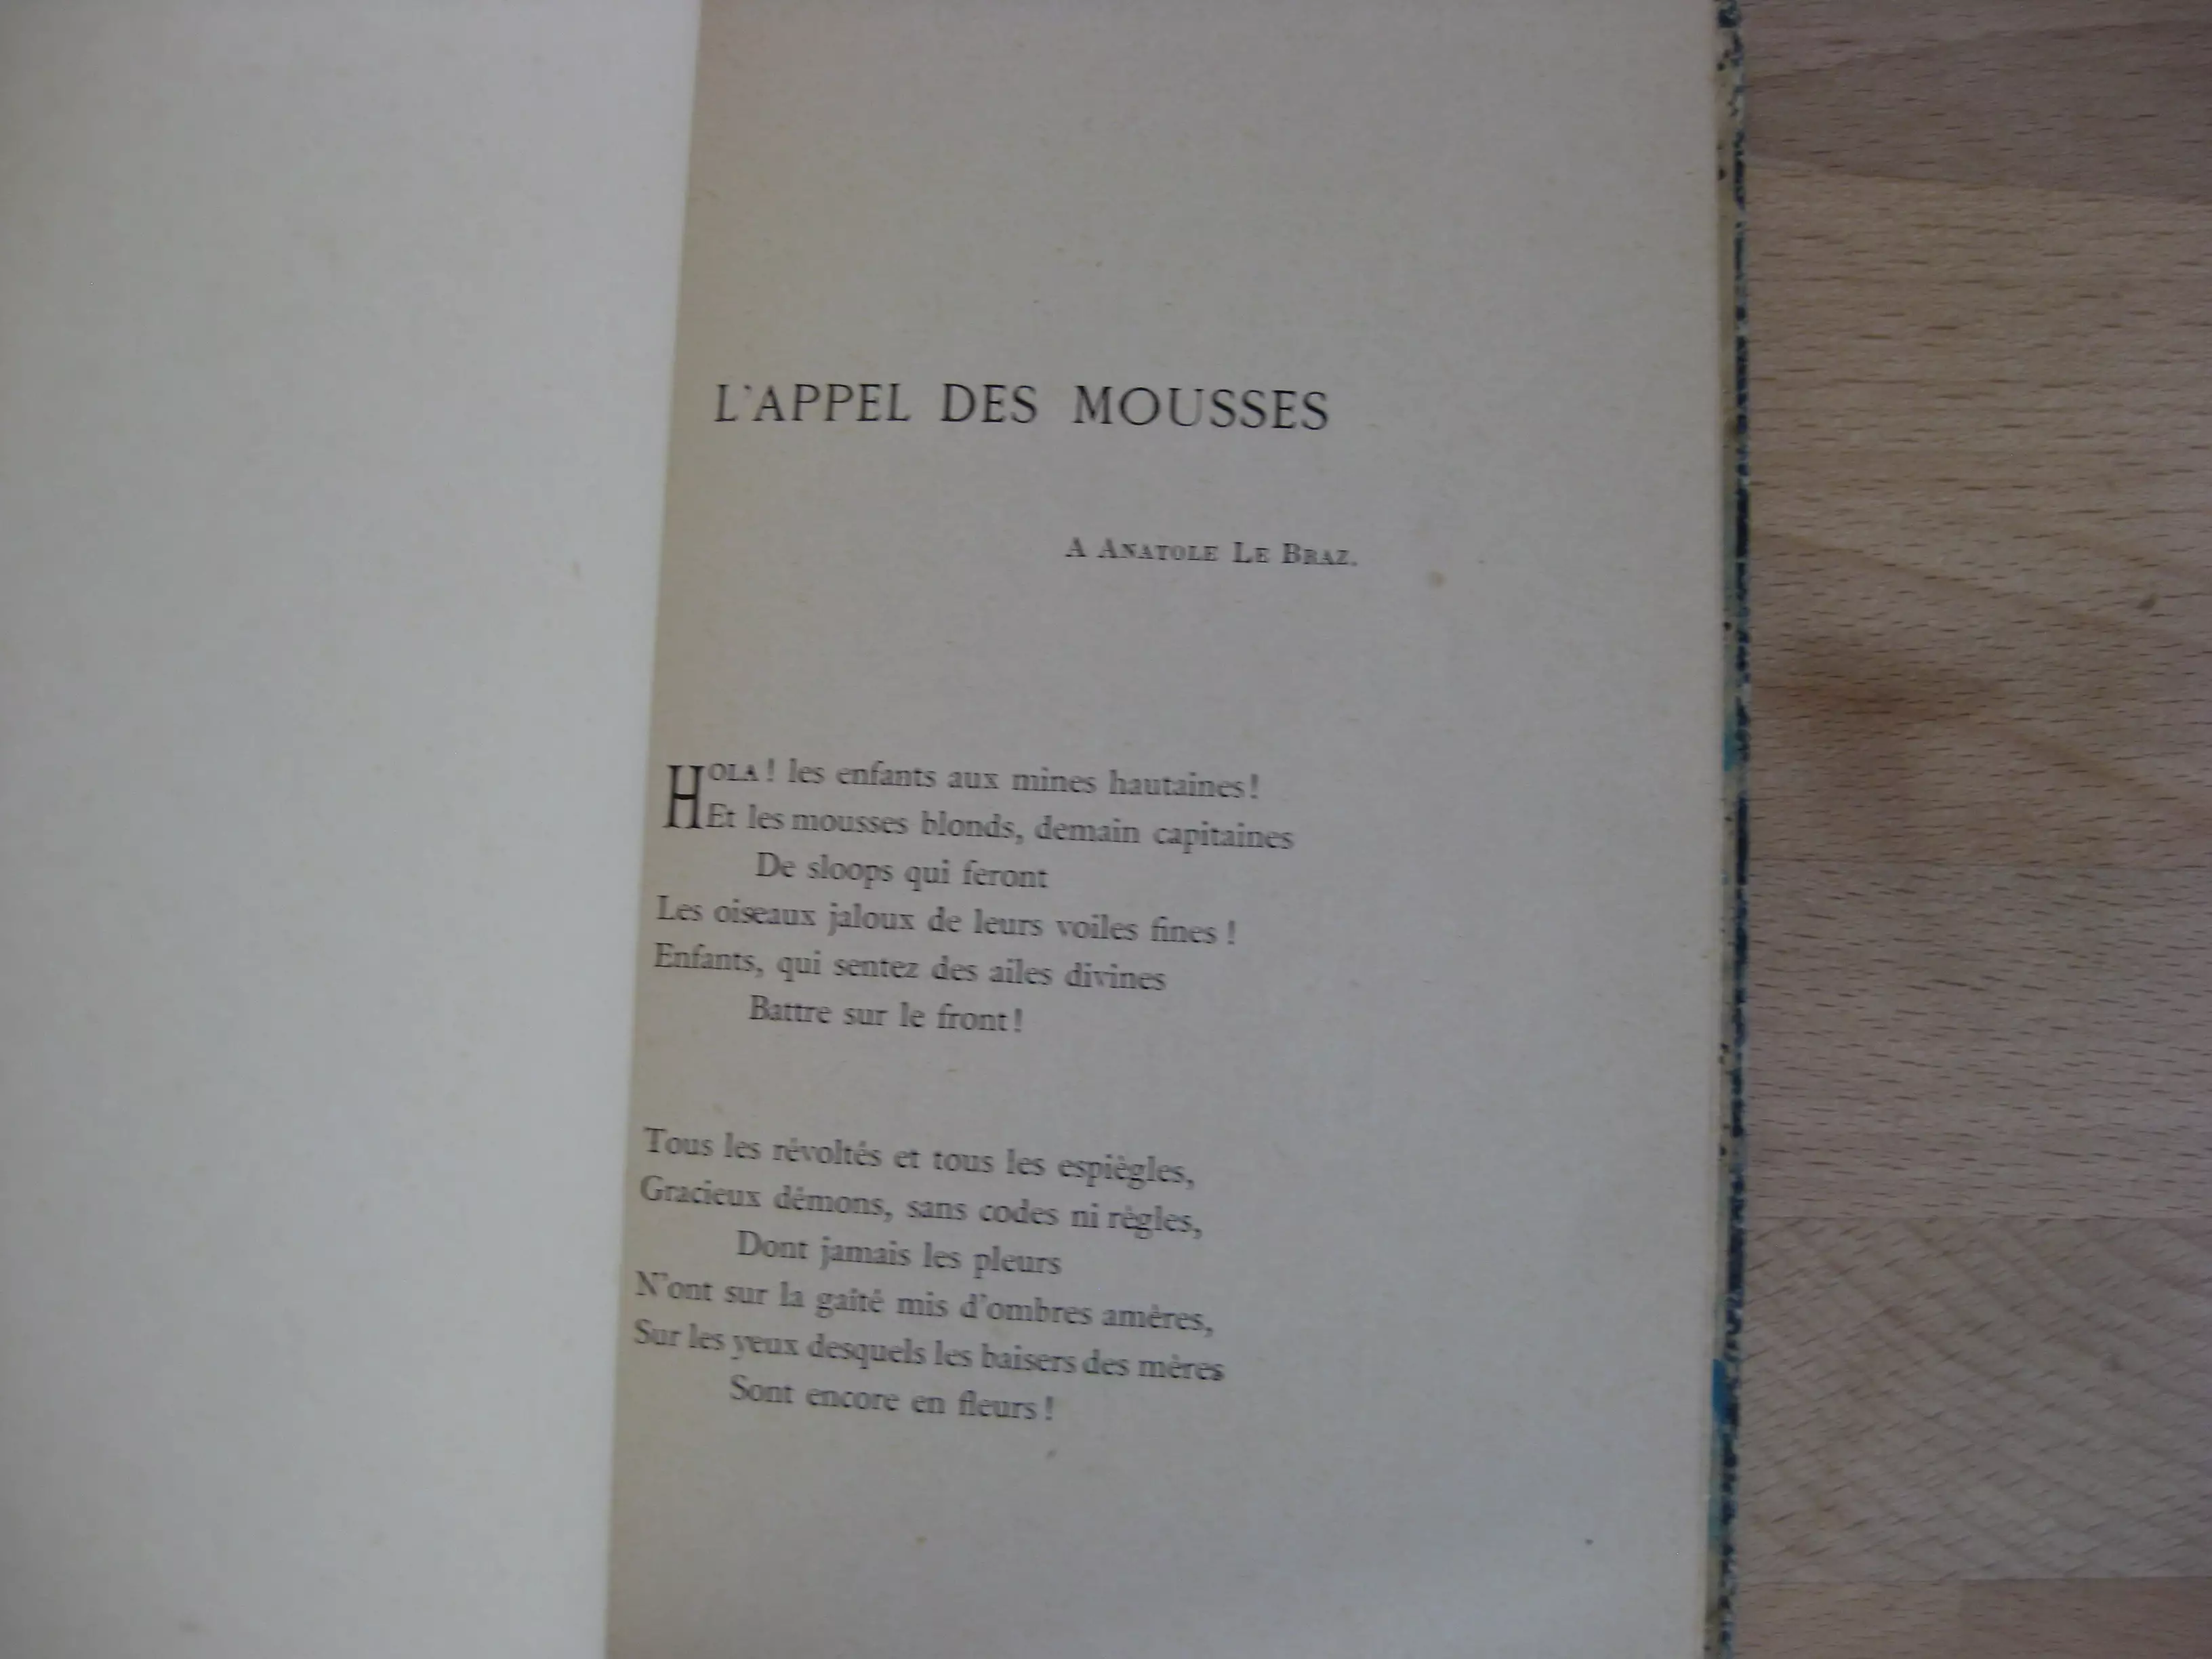 L'APPEL DES MOUSSES
A ANATOLE LE BRAZ.
HOLA! les enfants aux mines hautaines!
Et les mousses blonds, demain capitaines
De sloops qui feront
Les oiseaux jaloux de leurs voiles fines!
Enfants, qui sentez des ailes divines
Battre sur le front!
Tous les révoltés et tous les espiègles,
Gracieux démons, sans codes ni règles,
Dont jamais les pleurs
N'ont sur la gaîté mis d'ombres amères,
Sur les yeux desquels les baisers des mères
Sont encore en fleurs!